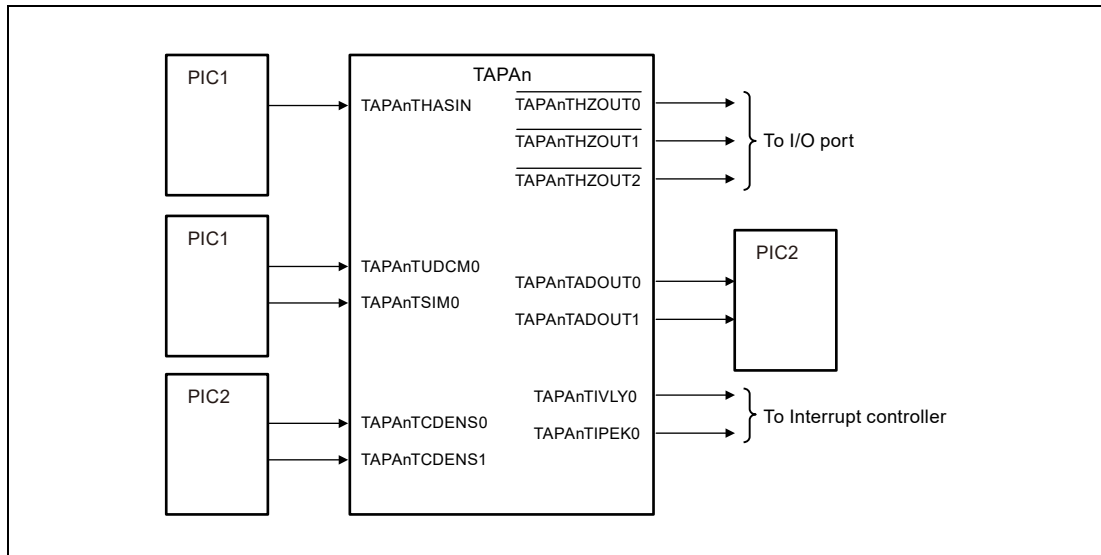 PIC1
TAPAn
TAPAnTHASIN
TAPAnTHZOUT0
TAPAnTHZOUT1
To I/O port
TAPAnTHZOUT2
PIC1
PIC2
TAPAnTUDCM0
TAPAnTADOUT0
TAPAnTSIM0
TAPAnTADOUT1
PIC2
TAPAnTIVLY0
To Interrupt controller
TAPAnTCDENS0
TAPAnTIPEK0
TAPAnTCDENS1